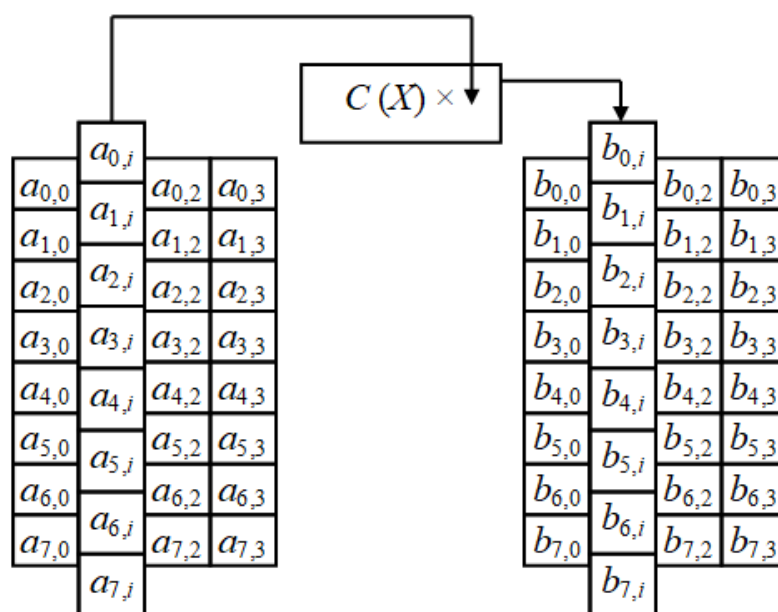 C (X) ×
a0,i b0,i
a0,0 a0,2 a0,3 b0,0 b0,2 b0,3
a1,i b1,i
a1,0 a1,2 a1,3 b1,0 b1,2 b1,3
a2,i b2,i
a2,0 a2,2 a2,3 b2,0 b2,2 b2,3
a3,i b3,i
a3,0 a3,2 a3,3 b3,0 b3,2 b3,3
a4,0 a4,2 a4,3 b4,0 b4,2 b4,3
a4,i b4,i
a5,0 a5,2 a5,3 b5,0 b5,2 b5,3
a5,i b5,i
a6,0 a6,2 a6,3 b6,0 b6,2 b6,3
a6,i b6,i
a7,0 a7,2 a7,3 b7,0 b7,2 b7,3
a7,i b7,i